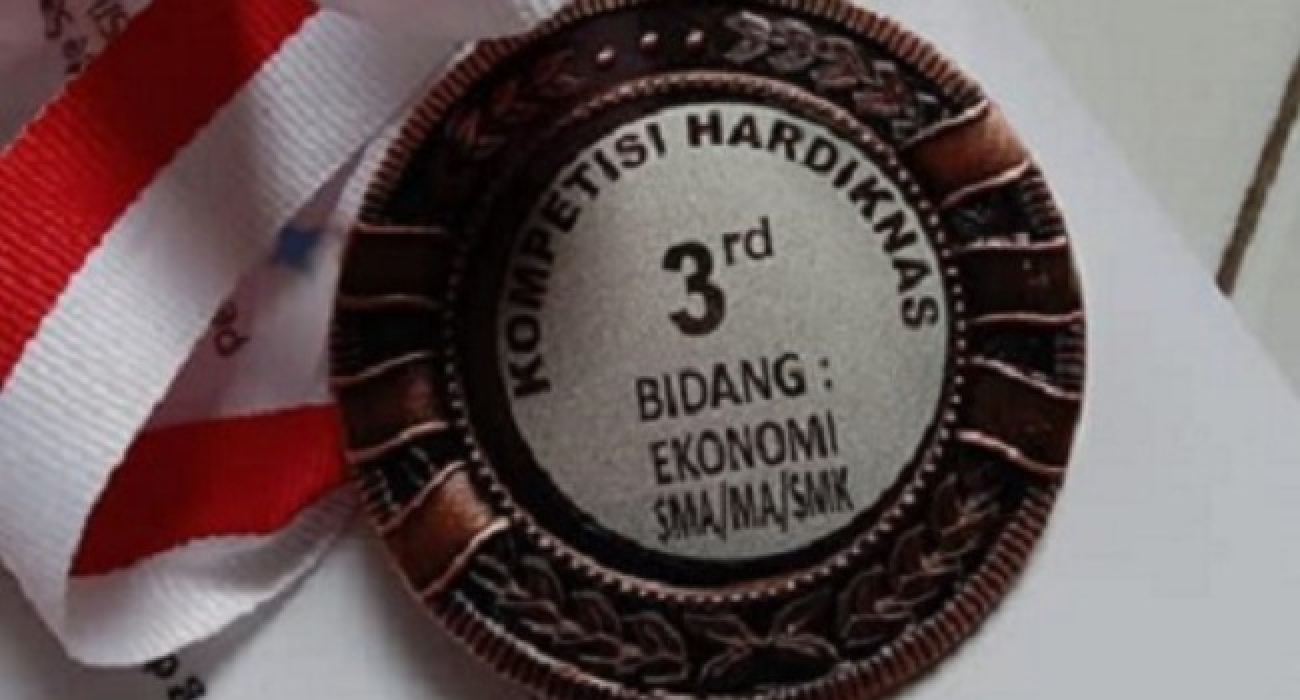 KOMPETISI HARDIKNAS
3rd
BIDANG :
EKONOMI
SMA/MA/SMK